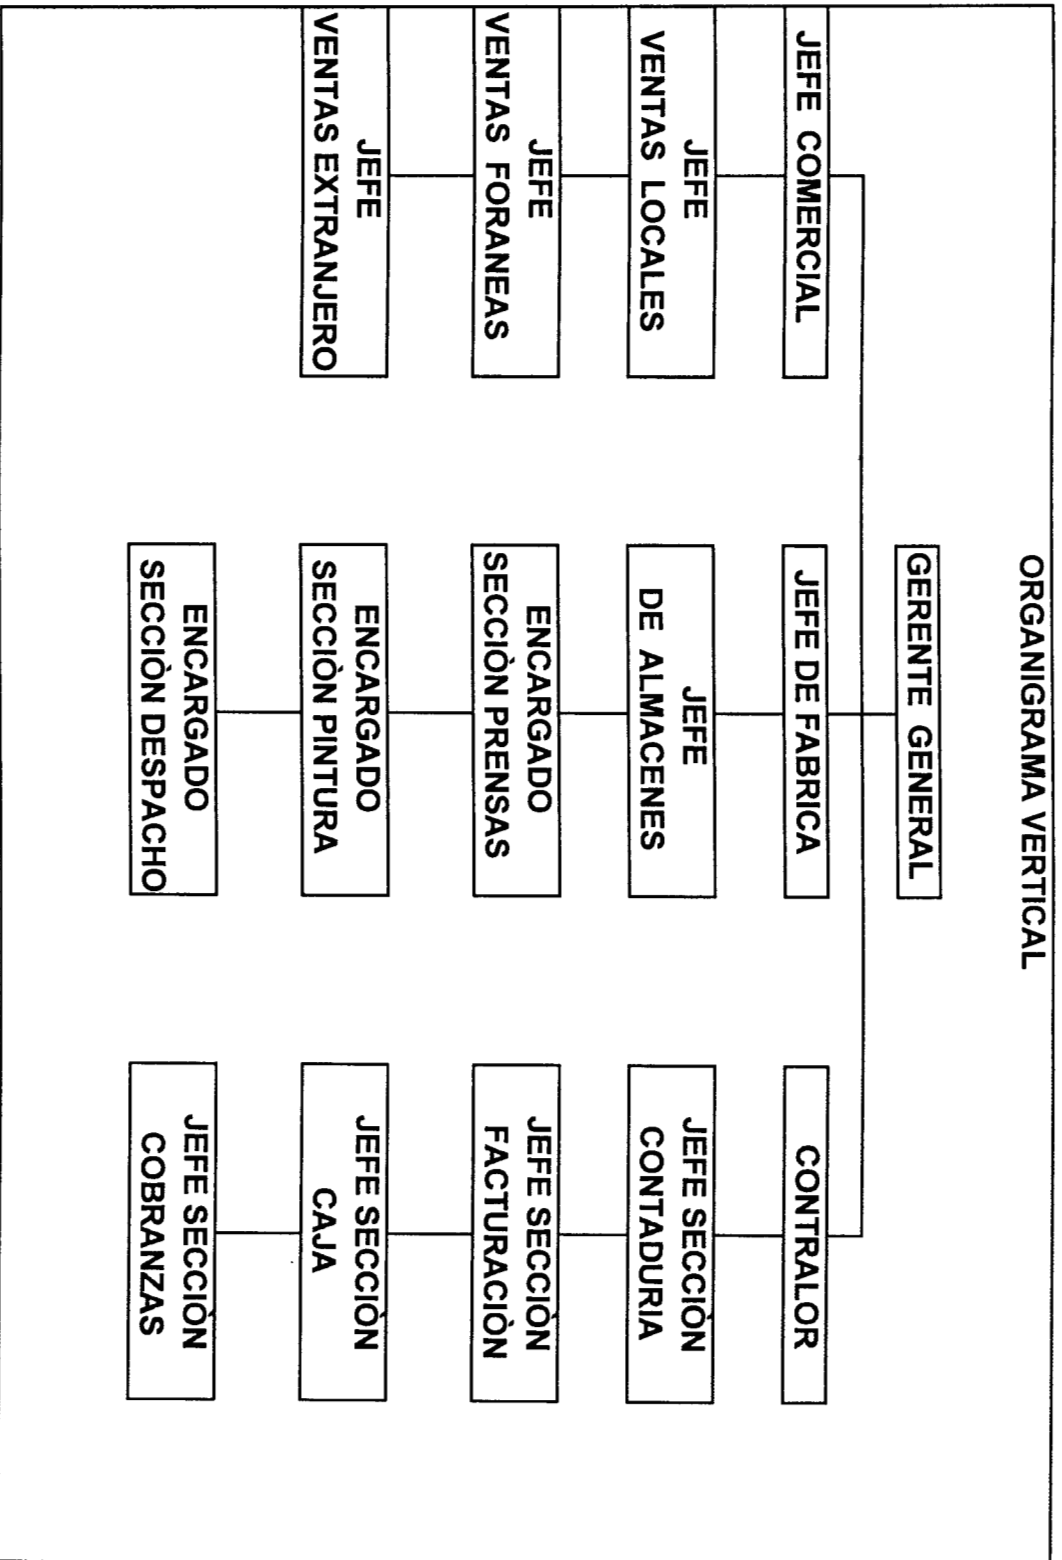 ORGANIGRAMA VERTICAL
GERENTE GENERAL
JEFE COMERCIAL
JEFE DE FABRICA
CONTRALOR
JEFE
VENTAS LOCALES
JEFE
DE ALMACENES
JEFE SECCIÓN
CONTADURIA
JEFE
VENTAS FORANEAS
ENCARGADO
SECCIÒN PRENSAS
JEFE SECCIÓN
FACTURACIÒN
JEFE
VENTAS EXTRANJERO
ENCARGADO
SECCIÒN PINTURA
JEFE SECCIÓN
CAJA
ENCARGADO
SECCIÒN DESPACHO
JEFE SECCIÓN
COBRANZAS